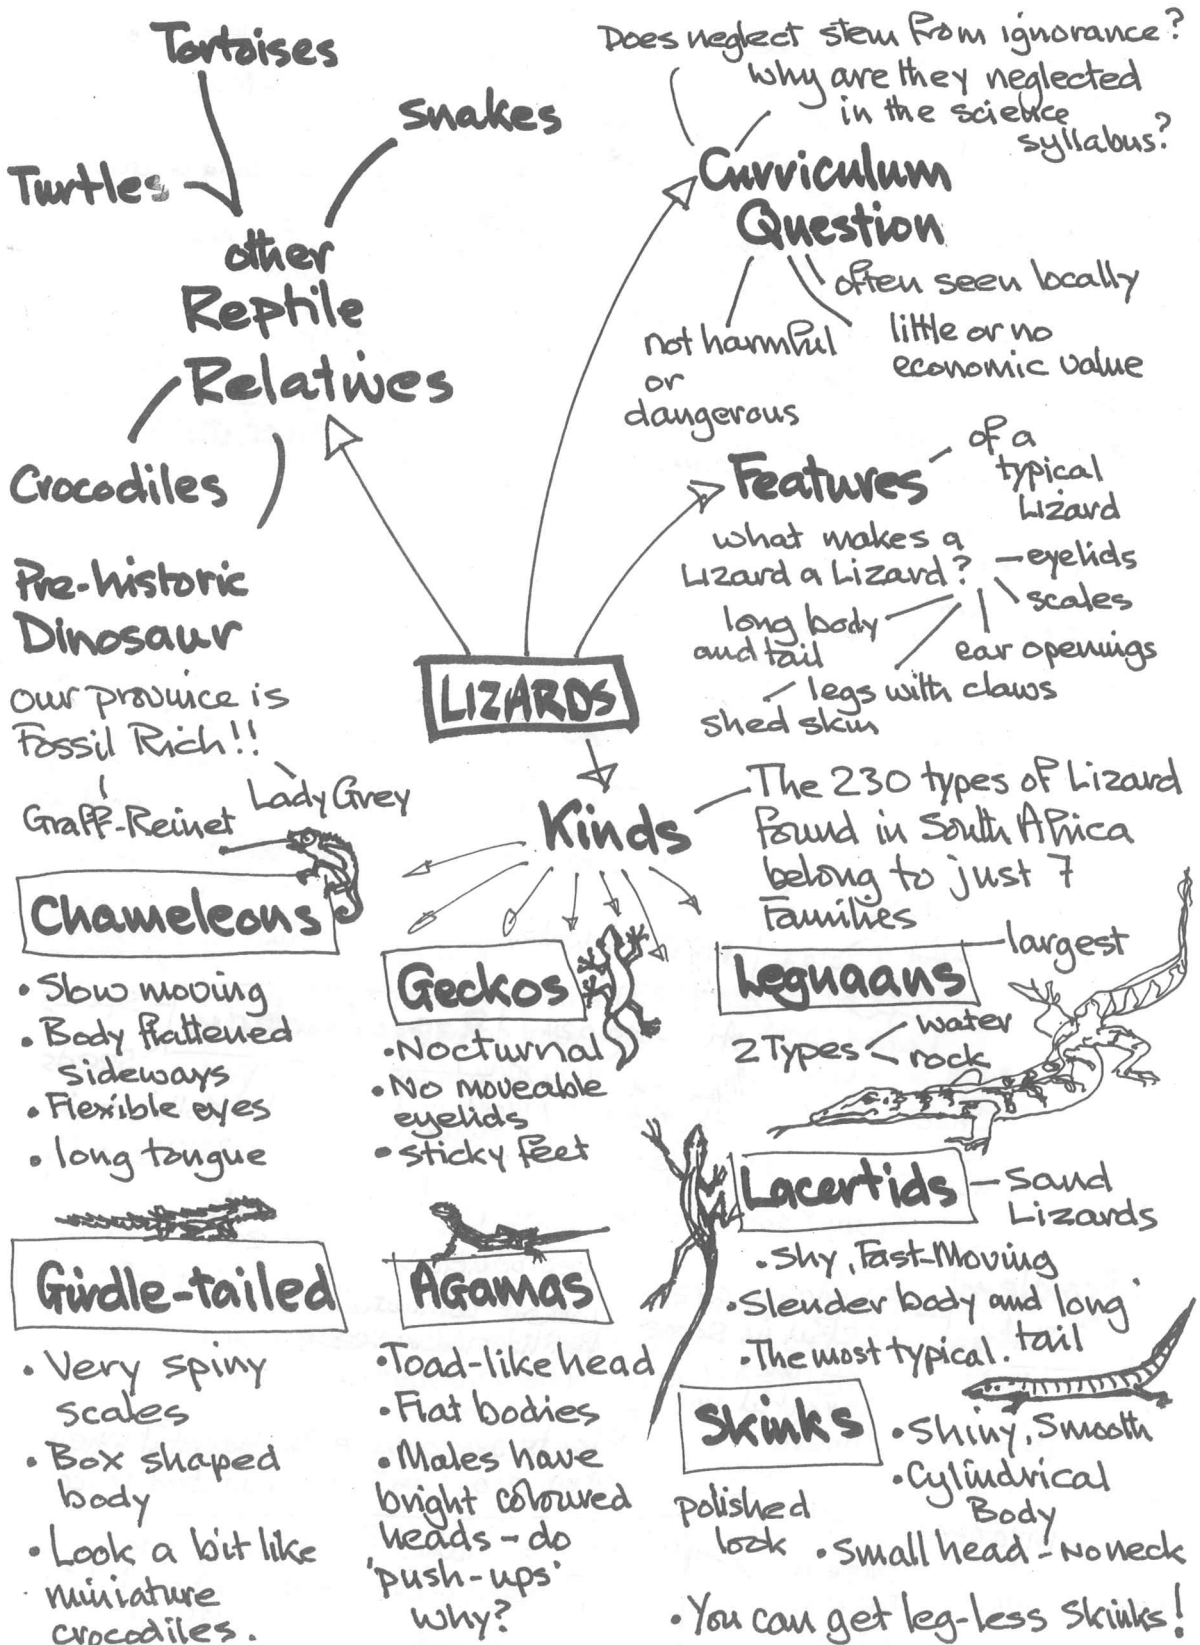 Tortoises
Snakes
Turtles
other
Reptile
Relatives
Crocodiles
Pre-historic
Dinosaur
our province is
Fossil Rich!!
Graff-Reinet
Lady Grey
Does neglect stem from ignorance?
why are they neglected
in the science
syllabus?
Curriculum
Question
often seen locally
little or no
economic value
not harmful
or
dangerous
Features
of a
typical
Lizard
what makes a
Lizard a Lizard?
eyelids
scales
ear openings
legs with claws
long body
and tail
shed skin
LIZARDS
Kinds
The 230 types of Lizard
found in South Africa
belong to just 7
Families
Chameleons
• Slow moving
• Body flattened
sideways
• Flexible eyes
• long tongue
Geckos
• Nocturnal
• No moveable
eyelids
• sticky feet
Leguaans
largest
2 Types
water
rock
Lacertids
Sand
Lizards
• Shy, Fast-Moving
• Slender body and long
tail
• The most typical.
Girdle-tailed
• Very spiny
scales
• Box shaped
body
• Look a bit like
miniature
crocodiles.
AGAMAS
• Toad-like head
• Flat bodies
• Males have
bright coloured
heads - do
'push-ups'
why?
Skinks
• Shiny, Smooth
• Cylindrical
Body
polished
look
• Small head - No neck
• You can get leg-less Skinks!